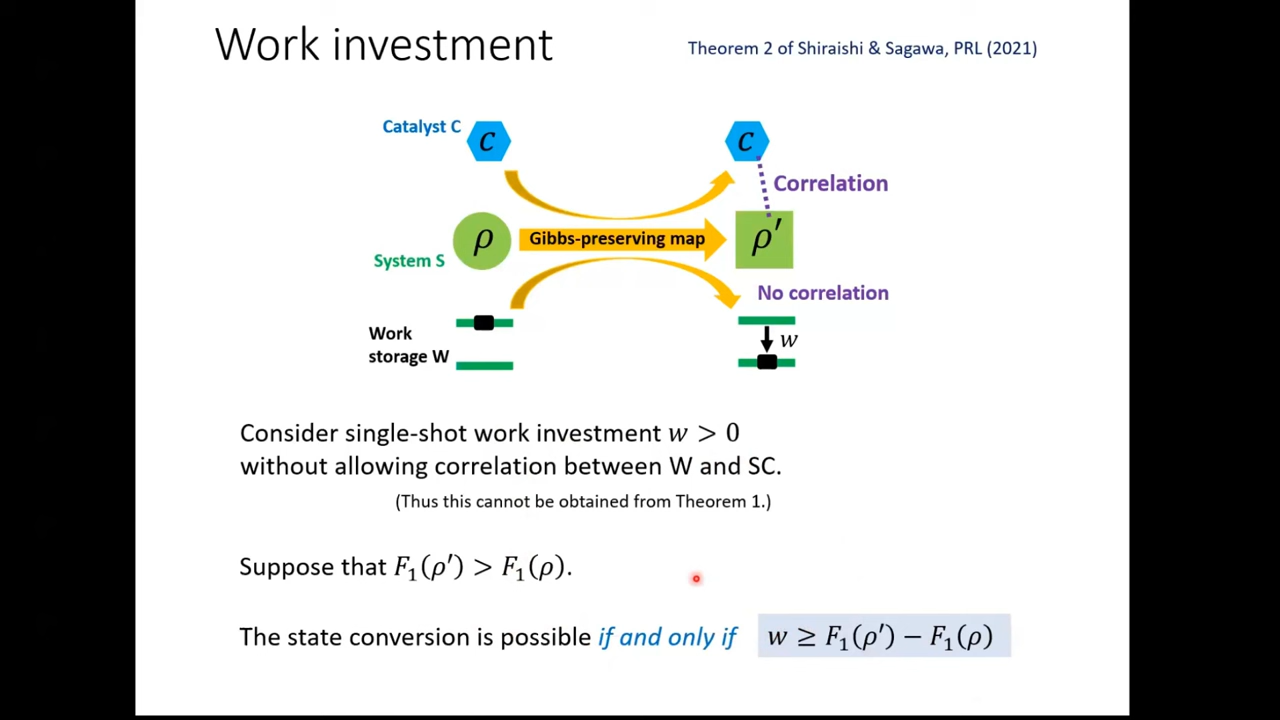 Work investment
Theorem 2 of Shiraishi & Sagawa, PRL (2021)
Catalyst C
c
c
Correlation
ρ
Gibbs-preserving map
ρ′
System S
No correlation
Work
storage W
w
Consider single-shot work investment w > 0
without allowing correlation between W and SC.
(Thus this cannot be obtained from Theorem 1.)
Suppose that F₁(ρ′) > F₁(ρ).
The state conversion is possible if and only if w ≥ F₁(ρ′) − F₁(ρ)